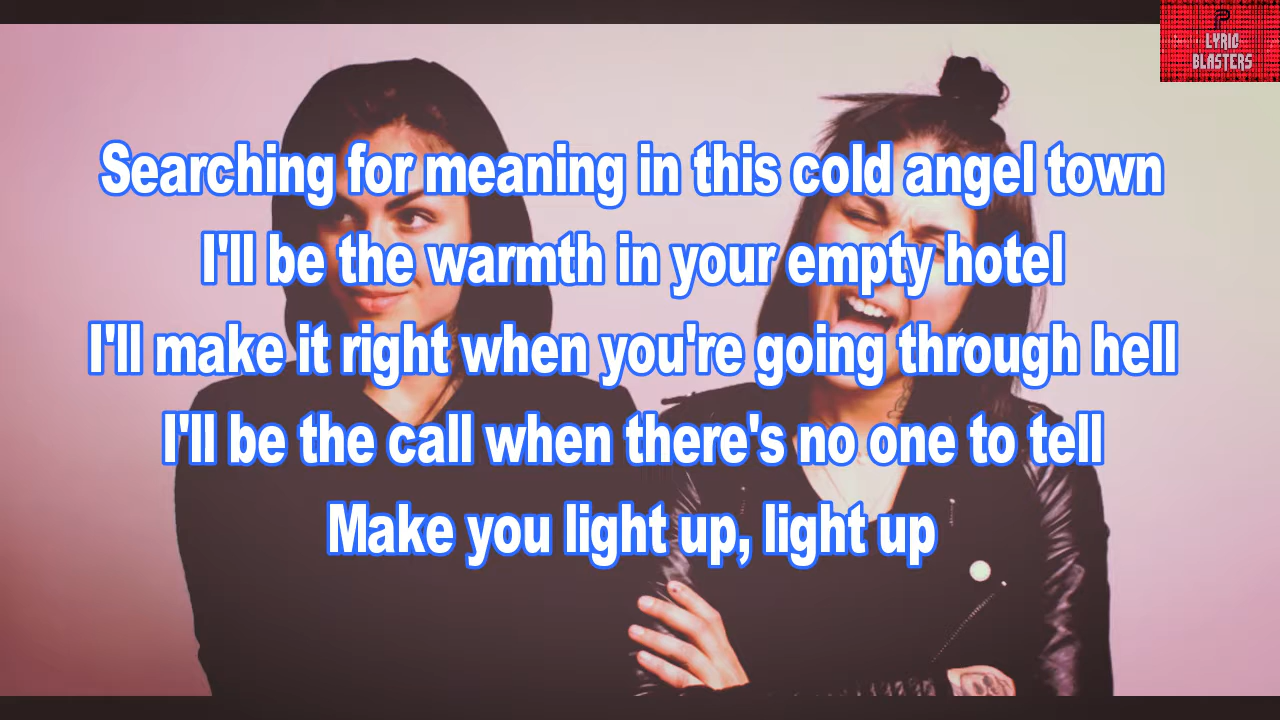 LYRIC
BLASTERS
Searching for meaning in this cold angel town
I'll be the warmth in your empty hotel
I'll make it right when you're going through hell
I'll be the call when there's no one to tell
Make you light up, light up